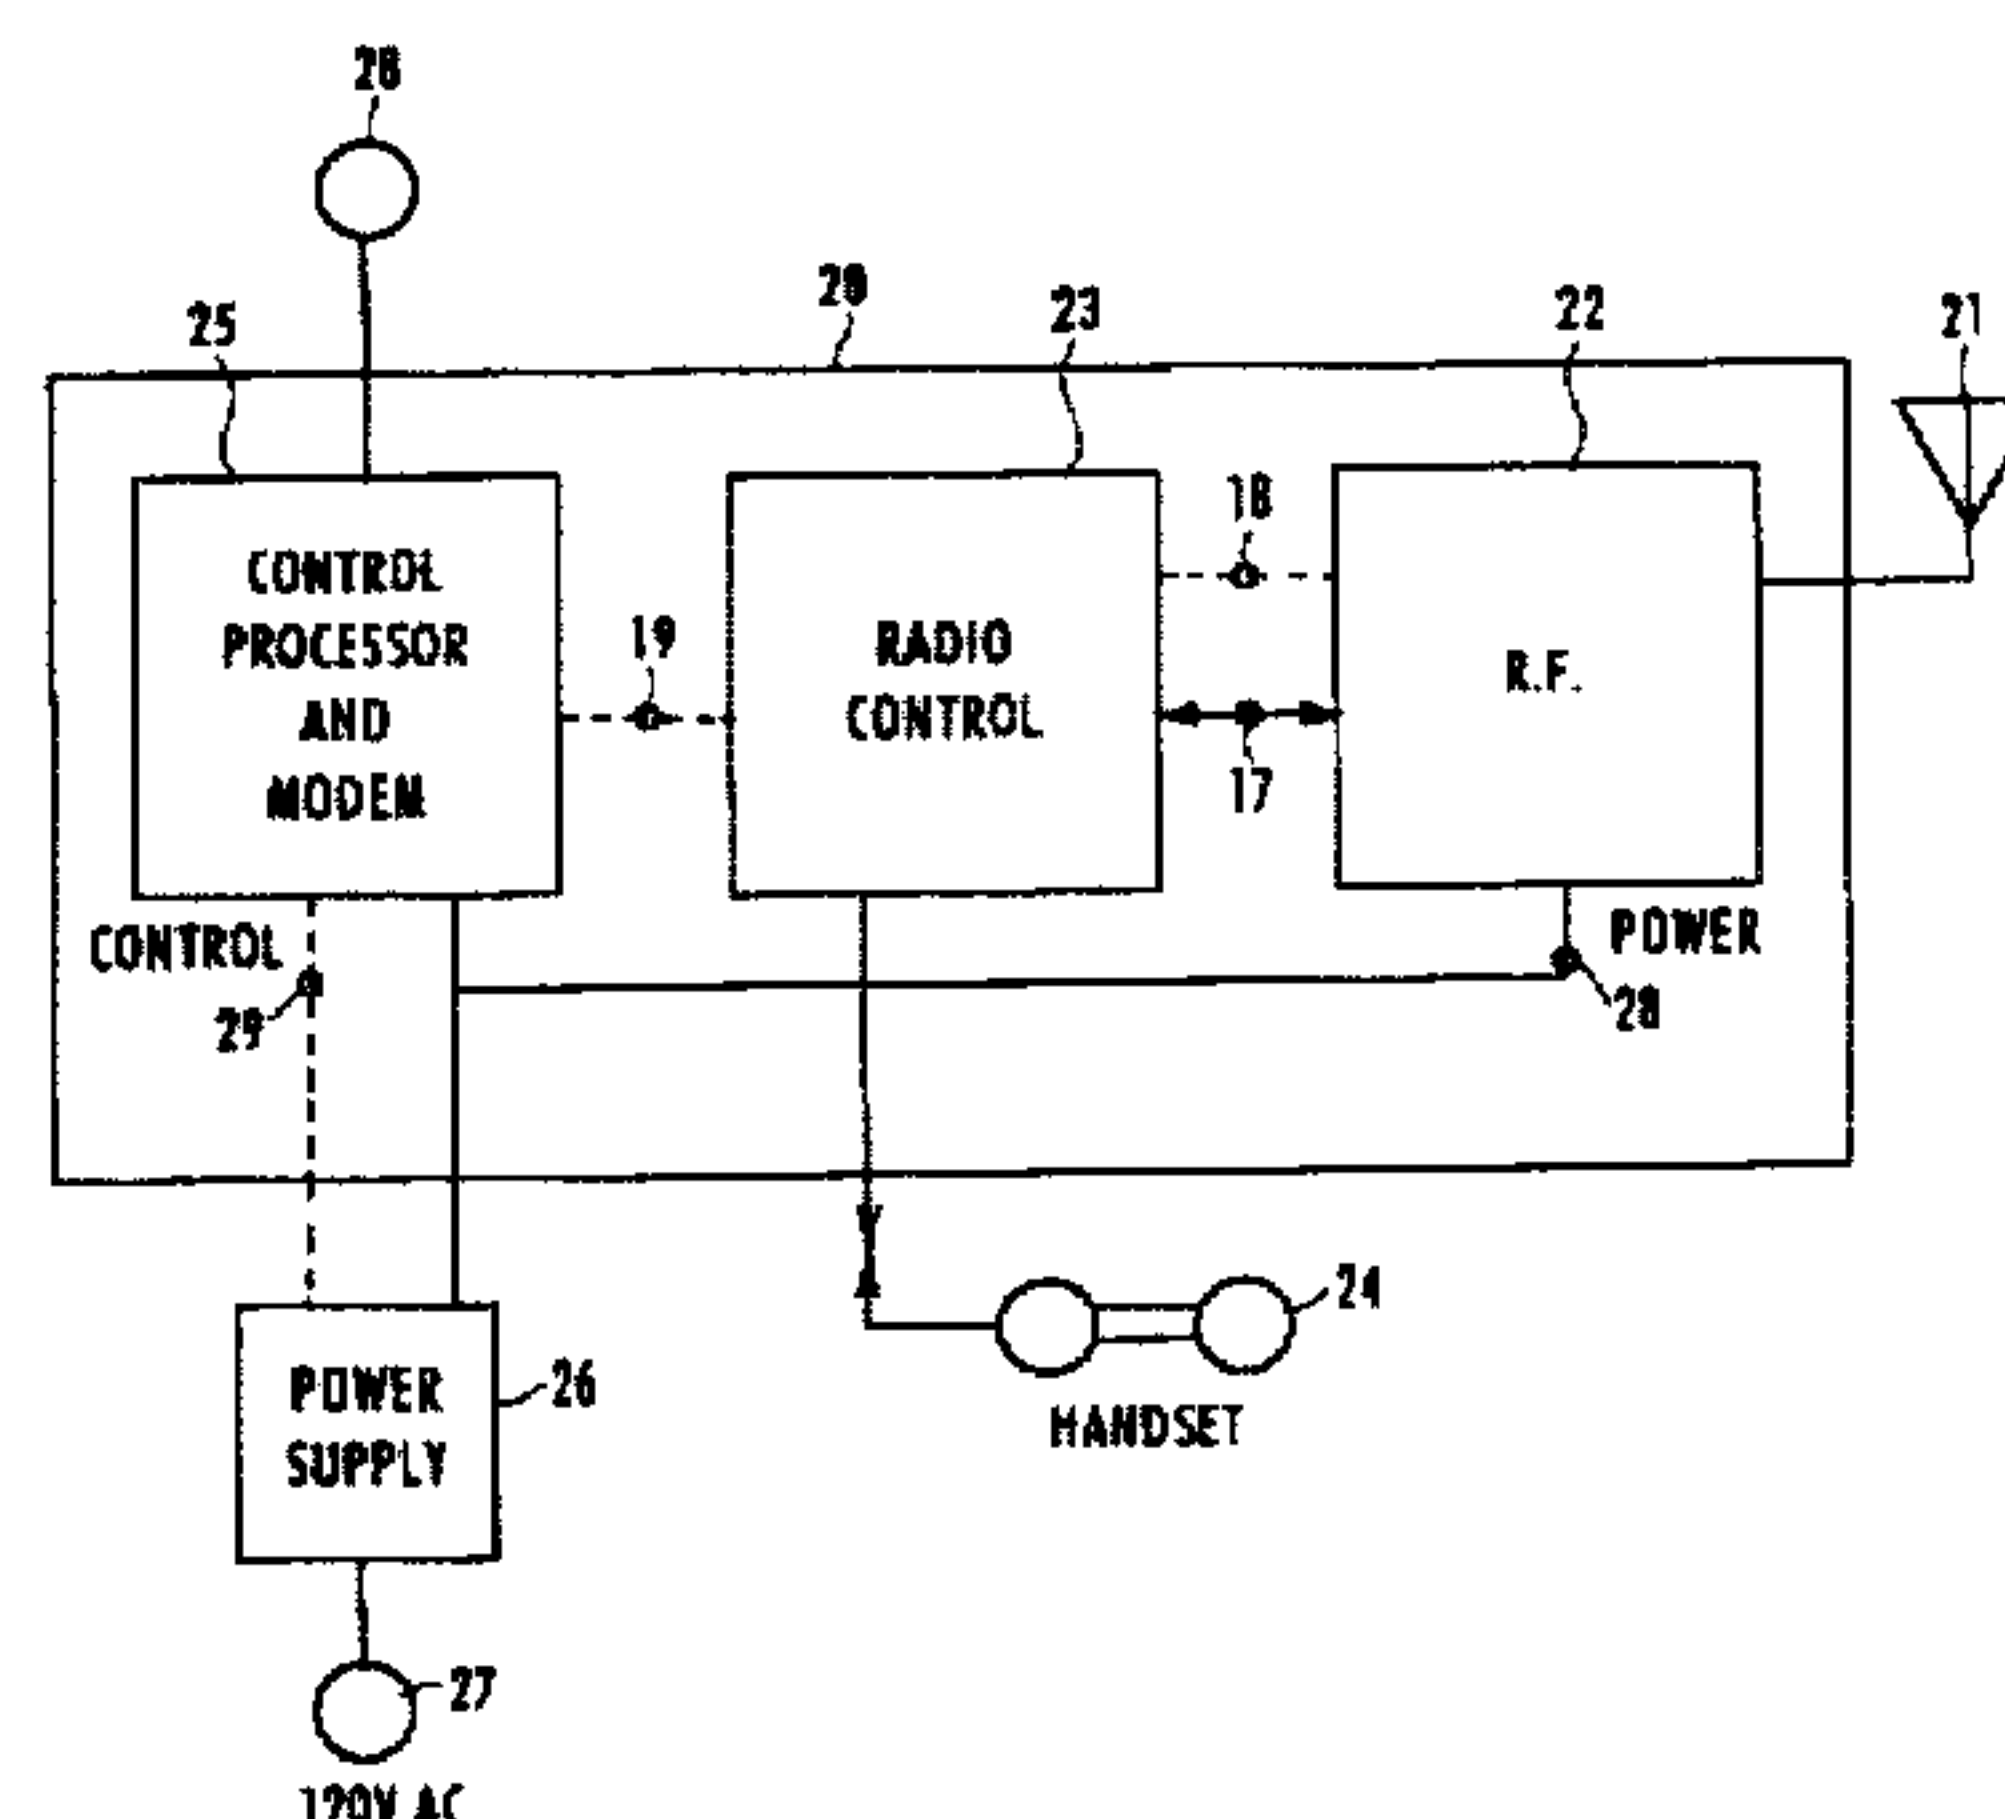 28
20
25
23
22
21
CONTROL
PROCESSOR
AND
MODEM
19
RADIO
CONTROL
18
17
R.F.
CONTROL
29
POWER
28
24
HANDSET
POWER
SUPPLY
26
27
120V AC